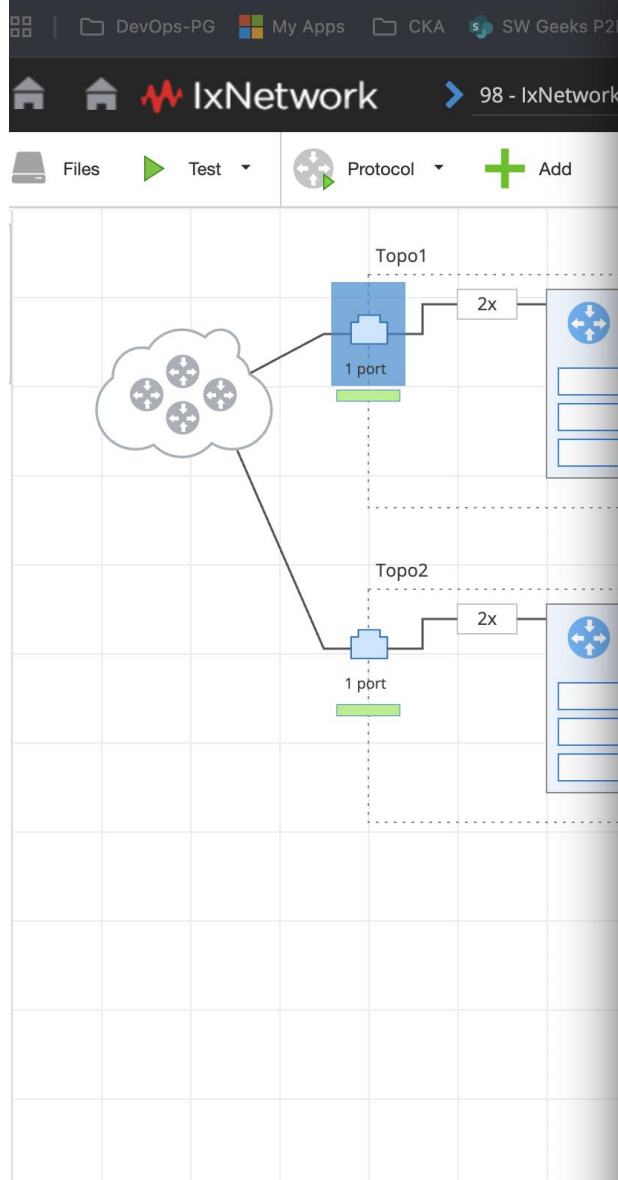 DevOps-PG My Apps CKA SW Geeks P2
IxNetwork 98 - IxNetwork
Files Test Protocol Add
Topo1
2x
1 port
Topo2
2x
1 port